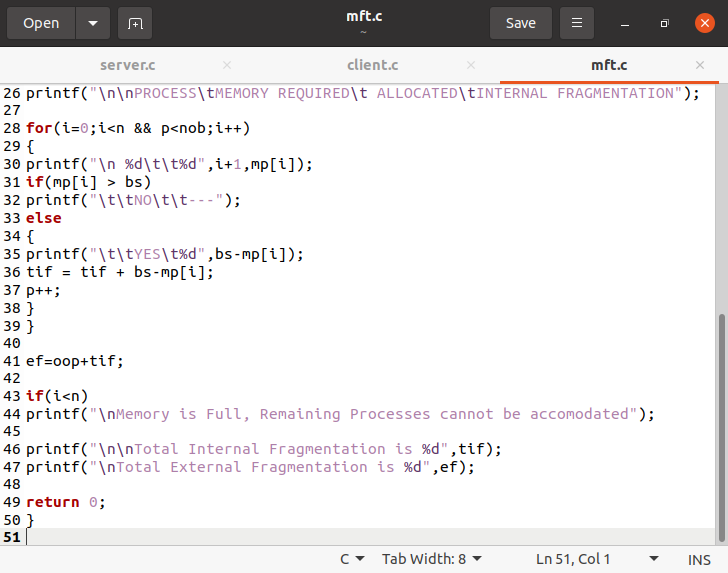 Open
mft.c
~
Save
server.c
client.c
mft.c
26 printf("\n\nPROCESS\tMEMORY REQUIRED\t ALLOCATED\tINTERNAL FRAGMENTATION");
27
28 for(i=0;i<n && p<nob;i++)
29 {
30 printf("\n %d\t\t%d",i+1,mp[i]);
31 if(mp[i] > bs)
32 printf("\t\tNO\t\t---");
33 else
34 {
35 printf("\t\tYES\t%d",bs-mp[i]);
36 tif = tif + bs-mp[i];
37 p++;
38 }
39 }
40
41 ef=oop+tif;
42
43 if(i<n)
44 printf("\nMemory is Full, Remaining Processes cannot be accomodated");
45
46 printf("\n\nTotal Internal Fragmentation is %d",tif);
47 printf("\nTotal External Fragmentation is %d",ef);
48
49 return 0;
50 }
51
C Tab Width: 8 Ln 51, Col 1 INS